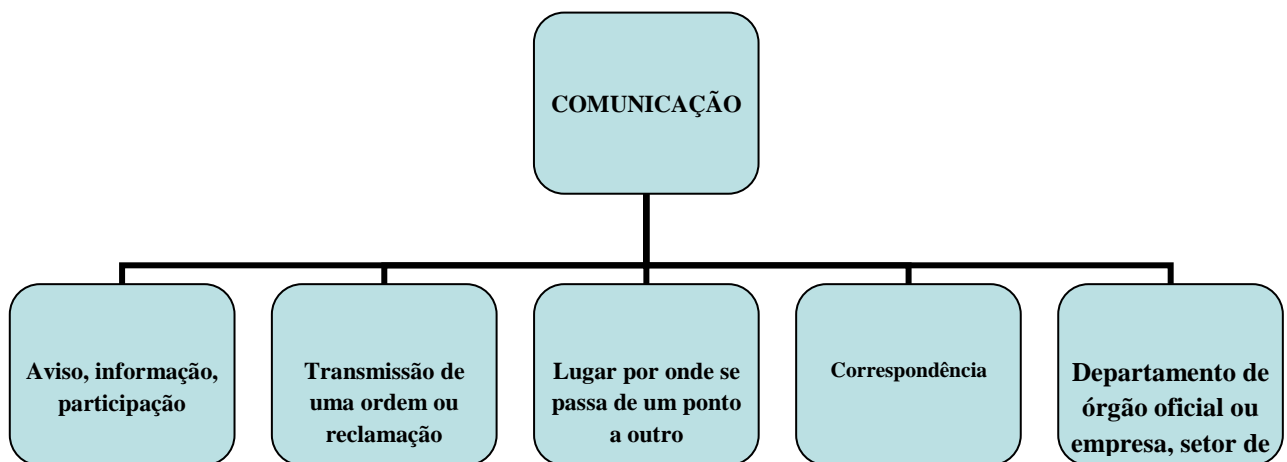 COMUNICAÇÃO
Aviso, informação,
participação
Transmissão de
uma ordem ou
reclamação
Lugar por onde se
passa de um ponto
a outro
Correspondência
Departamento de
órgão oficial ou
empresa, setor de